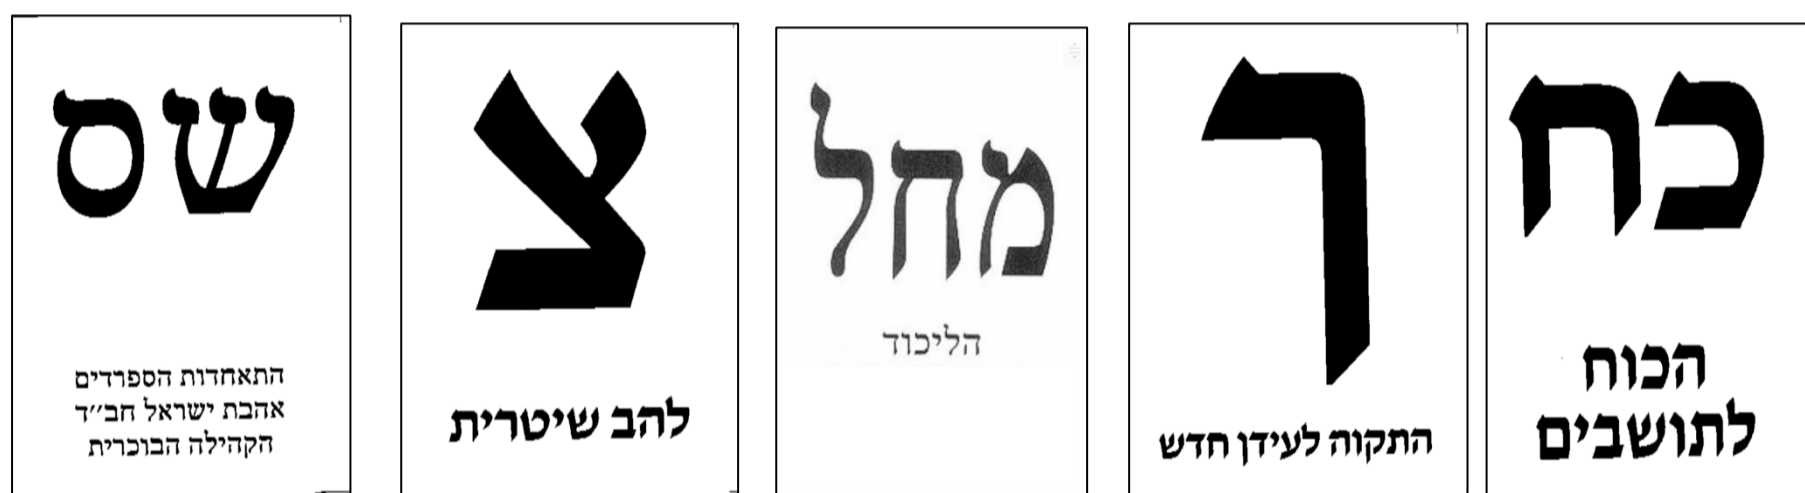 כח
הכוח
לתושבים
ך
התקוה לעידן חדש
מחל
הליכוד
צ
להב שיטרית
שס
התאחדות הספרדים
אהבת ישראל חב״ד
הקהילה הבוכרית